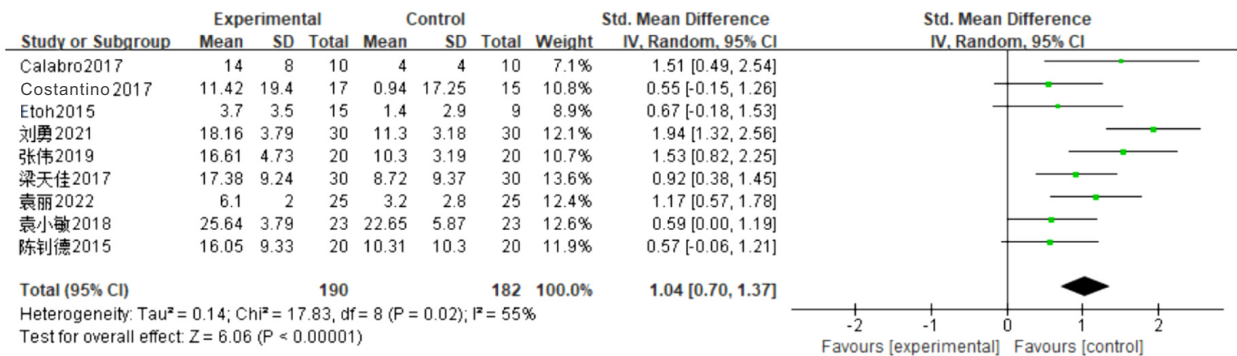 Experimental Control Std. Mean Difference Std. Mean Difference
Study or Subgroup Mean SD Total Mean SD Total Weight IV, Random, 95% CI IV, Random, 95% CI
Calabro2017 14 8 10 4 4 10 7.1% 1.51 [0.49, 2.54]
Costantino2017 11.42 19.4 17 0.94 17.25 15 10.8% 0.55 [-0.15, 1.26]
Etoh2015 3.7 3.5 15 1.4 2.9 9 8.9% 0.67 [-0.18, 1.53]
刘勇2021 18.16 3.79 30 11.3 3.18 30 12.1% 1.94 [1.32, 2.56]
张伟2019 16.61 4.73 20 10.3 3.19 20 10.7% 1.53 [0.82, 2.25]
梁天佳2017 17.38 9.24 30 8.72 9.37 30 13.6% 0.92 [0.38, 1.45]
袁丽2022 6.1 2 25 3.2 2.8 25 12.4% 1.17 [0.57, 1.78]
袁小敏2018 25.64 3.79 23 22.65 5.87 23 12.6% 0.59 [0.00, 1.19]
陈钊德2015 16.05 9.33 20 10.31 10.3 20 11.9% 0.57 [-0.06, 1.21]
Total (95% CI) 190 182 100.0% 1.04 [0.70, 1.37]
Heterogeneity: Tau² = 0.14; Chi² = 17.83, df = 8 (P = 0.02); I² = 55%
Test for overall effect: Z = 6.06 (P < 0.00001)
-2 -1 0 1 2
Favours [experimental] Favours [control]